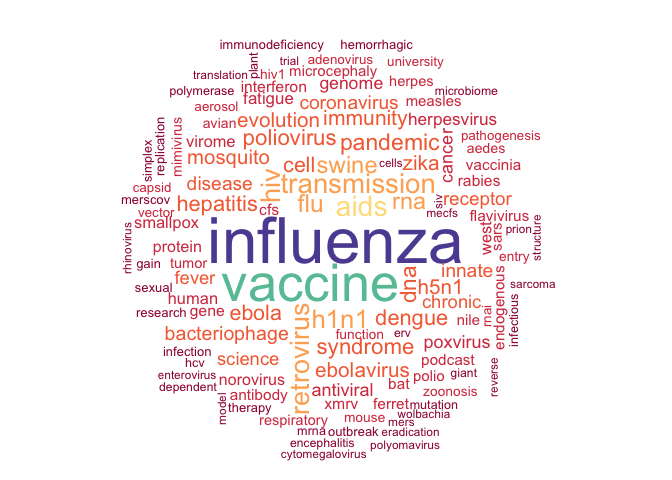 immunodeficiency hemorrhagic
plant trial adenovirus university
translation hiv1 microcephaly
polymerase interferon genome herpes microbiome
aerosol fatigue coronavirus measles
avian evolution immunity herpesvirus
simplex replication mimivirus virome poliovirus pandemic cancer pathogenesis
mosquito cell swine cells zika aedes
capsid disease hiv transmission vaccinia
merscov hepatitis cfs flu aids rna siv receptor rabies
vector smallpox mecfs flavivirus
rhinovirus protein influenza west sars prion structure
gain tumor entry
sexual fever vaccine dna innate endogenous sarcoma
human h5n1 chronic
research gene ebola retrovirus h1n1 dengue nile mai infectious
bacteriophage function erv poxvirus
infection science syndrome podcast
hcv ebolavirus polio giant reverse
enterovirus norovirus antiviral bat zoonosis
dependent antibody xmrv ferret mutation
model therapy respiratory mouse wolbachia
mrna outbreak mers eradication
encephalitis polyomavirus
cytomegalovirus